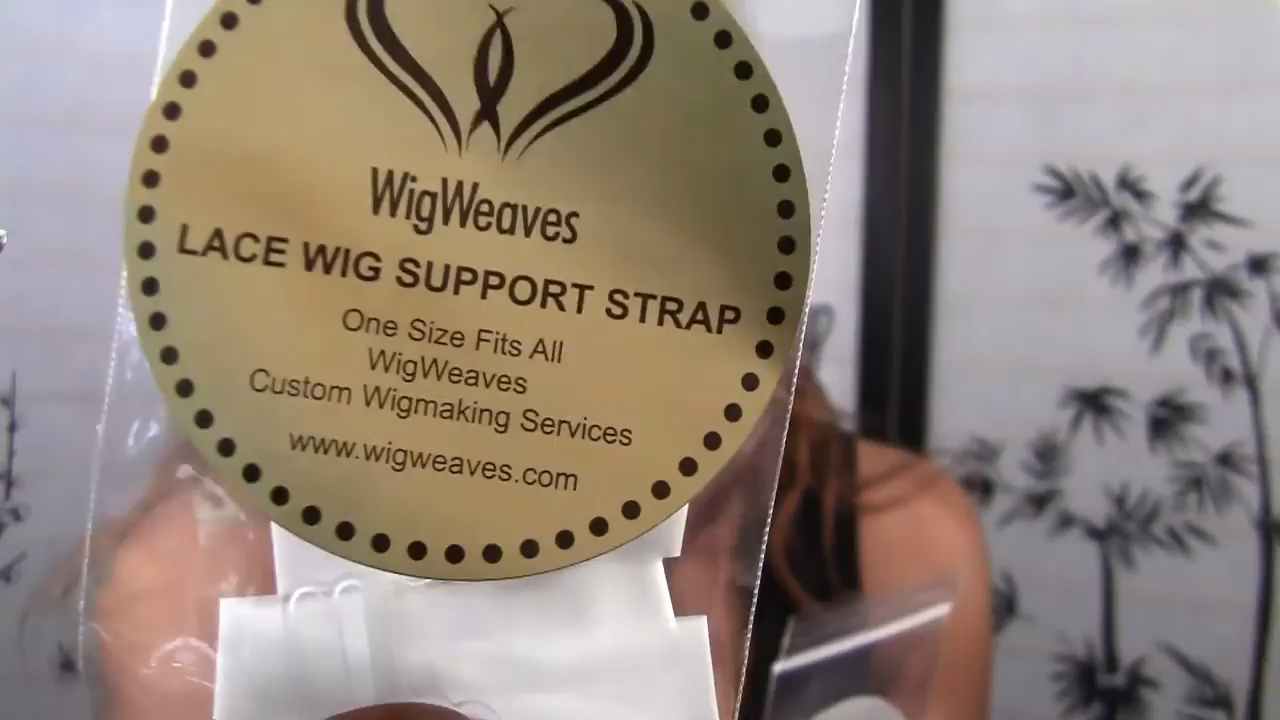 WigWeaves
LACE WIG SUPPORT STRAP
One Size Fits All
WigWeaves
Custom Wigmaking Services
www.wigweaves.com